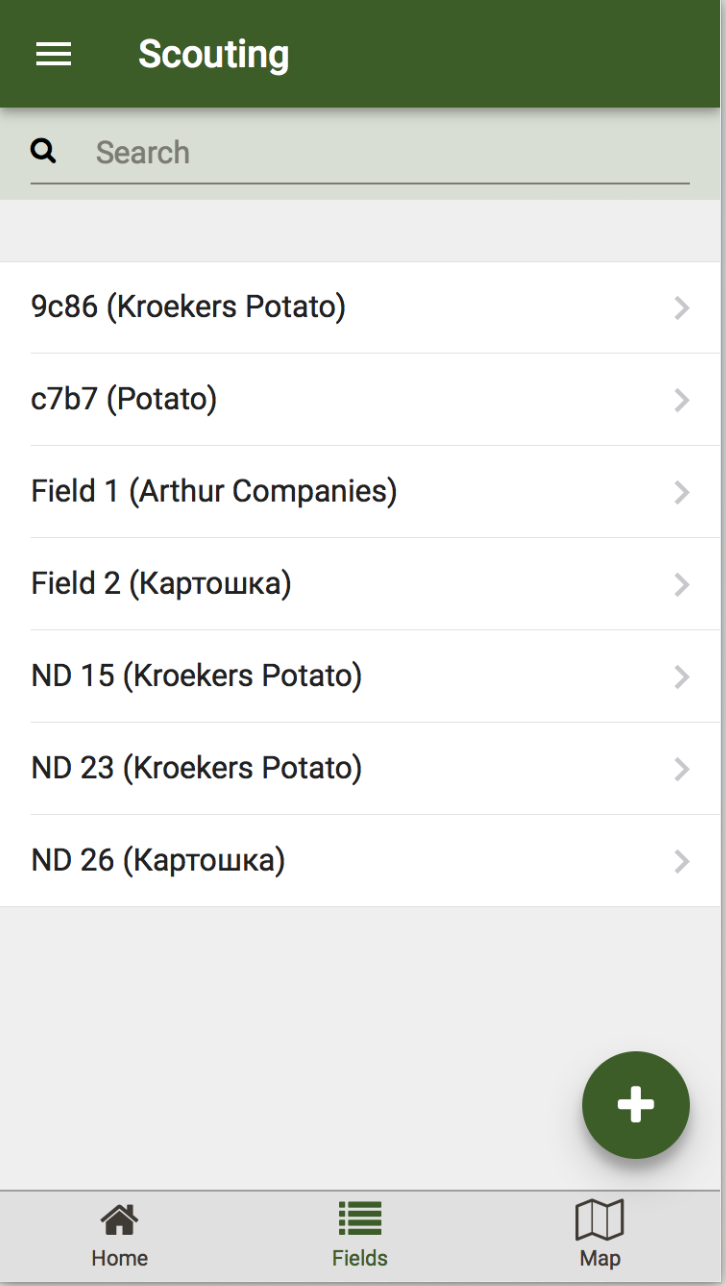 Scouting
Search
9c86 (Kroekers Potato)
c7b7 (Potato)
Field 1 (Arthur Companies)
Field 2 (Картошка)
ND 15 (Kroekers Potato)
ND 23 (Kroekers Potato)
ND 26 (Картошка)
Home
Fields
Map